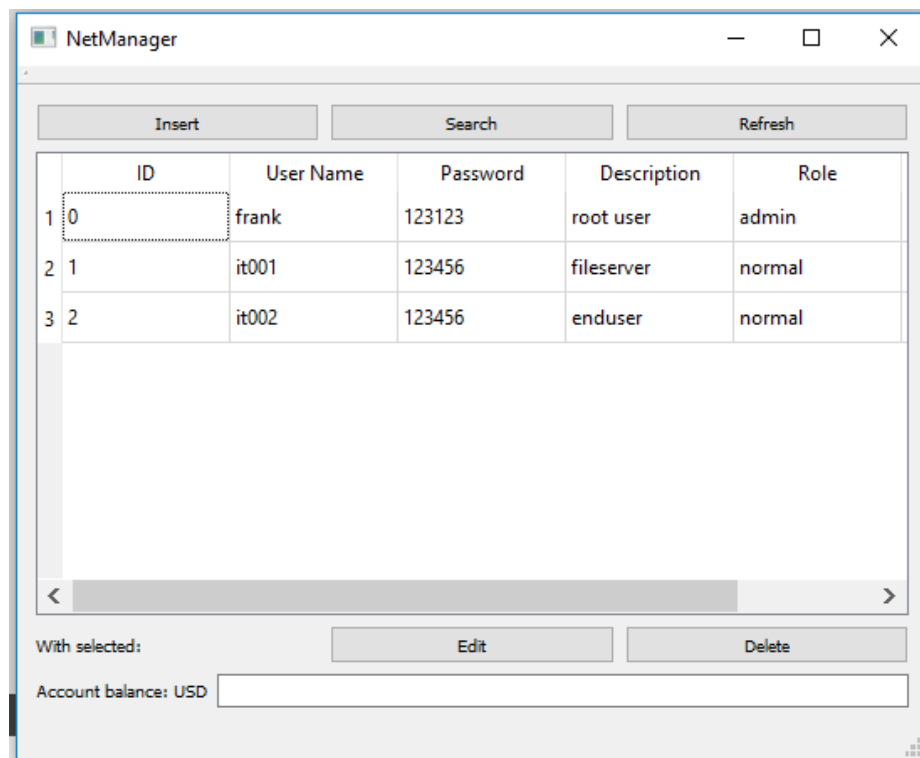 NetManager
Insert Search Refresh
ID User Name Password Description Role
1 0 frank 123123 root user admin
2 1 it001 123456 fileserver normal
3 2 it002 123456 enduser normal
With selected: Edit Delete
Account balance: USD